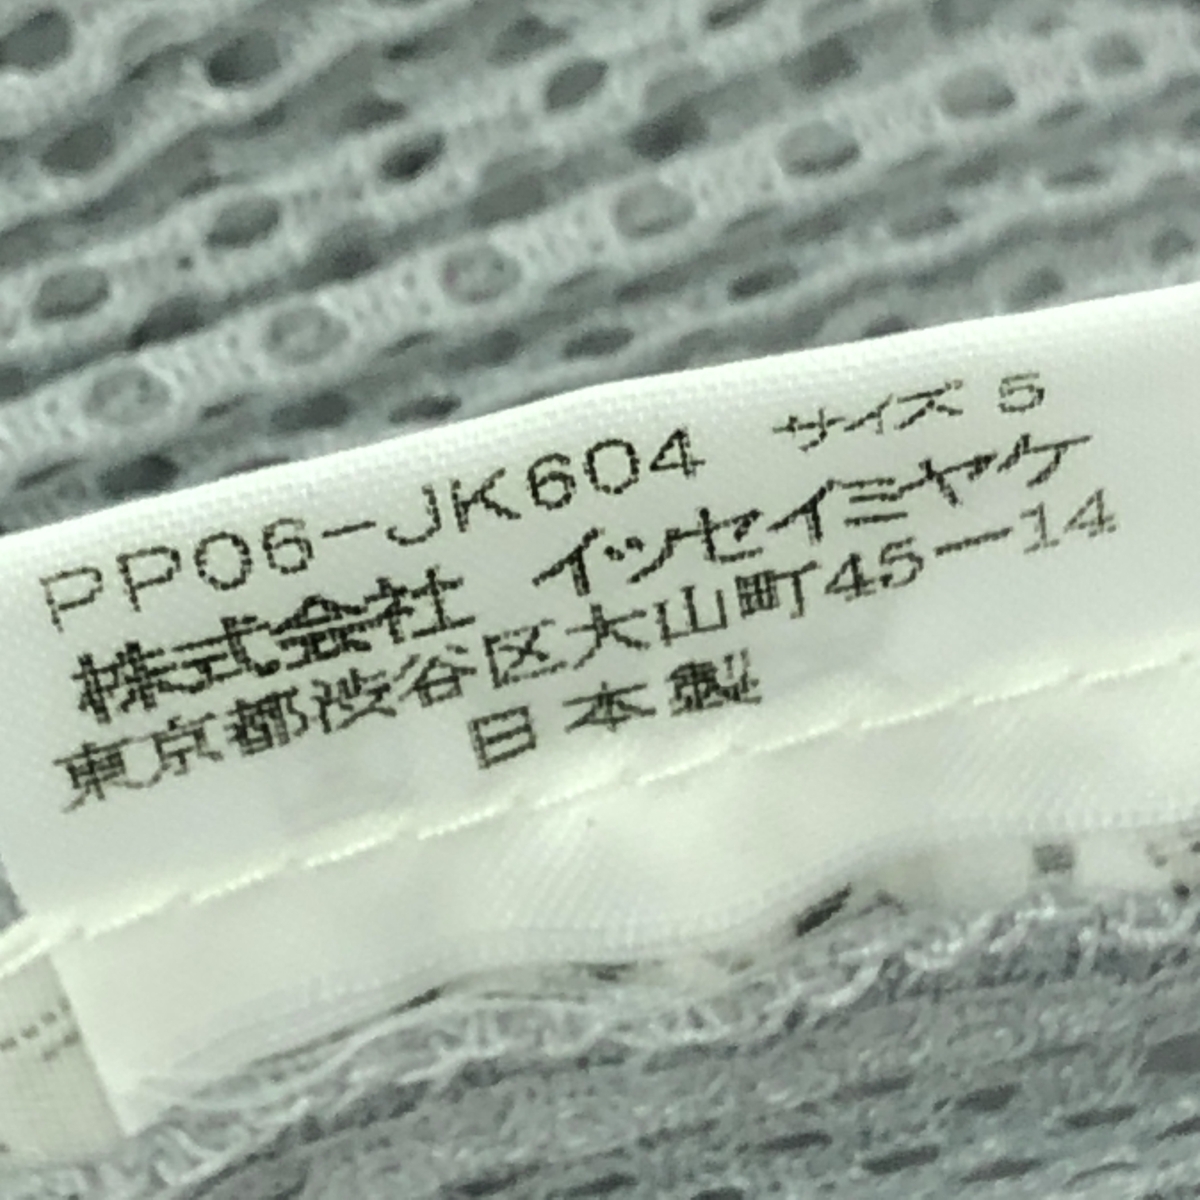 PP06-JK604 サイズ 5
株式会社 イッセイミヤケ
東京都渋谷区大山町45-14
日本製